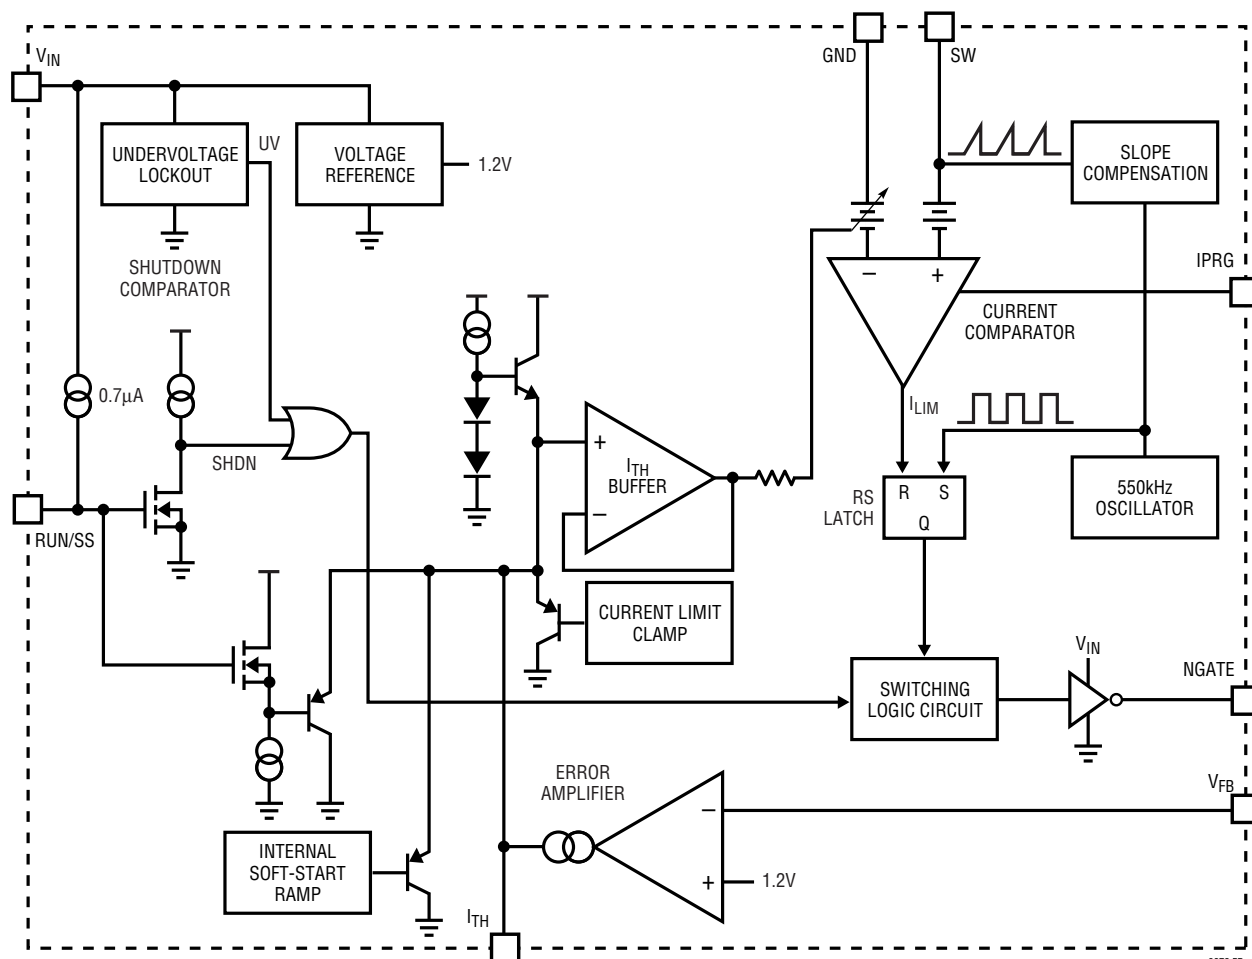 GND
SW
VIN
UNDERVOLTAGE
LOCKOUT
UV
VOLTAGE
REFERENCE
1.2V
SLOPE
COMPENSATION
SHUTDOWN
COMPARATOR
– +
IPRG
CURRENT
COMPARATOR
0.7µA
ILIM
SHDN
+
ITH
BUFFER
–
RS
LATCH
R S
Q
550kHz
OSCILLATOR
RUN/SS
CURRENT LIMIT
CLAMP
SWITCHING
LOGIC CIRCUIT
VIN
NGATE
ERROR
AMPLIFIER
–
VFB
+
1.2V
INTERNAL
SOFT-START
RAMP
ITH